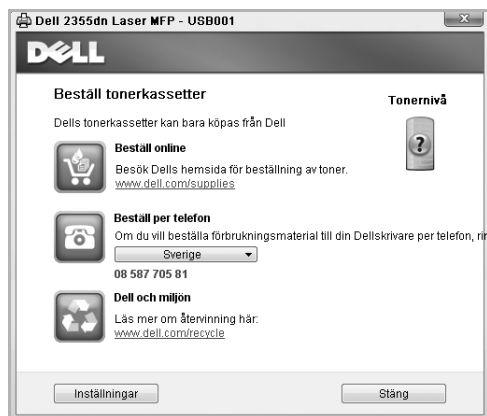 Dell 2355dn Laser MFP - USB001
DELL
Beställ tonerkassetter
Tonernivå
Dells tonerkassetter kan bara köpas från Dell
?
Beställ online
Besök Dells hemsida för beställning av toner.
www.dell.com/supplies
Beställ per telefon
Om du vill beställa förbrukningsmaterial till din Dellskrivare per telefon, rin
Sverige
08 587 705 81
Dell och miljön
Läs mer om återvinning här:
www.dell.com/recycle
Inställningar
Stäng